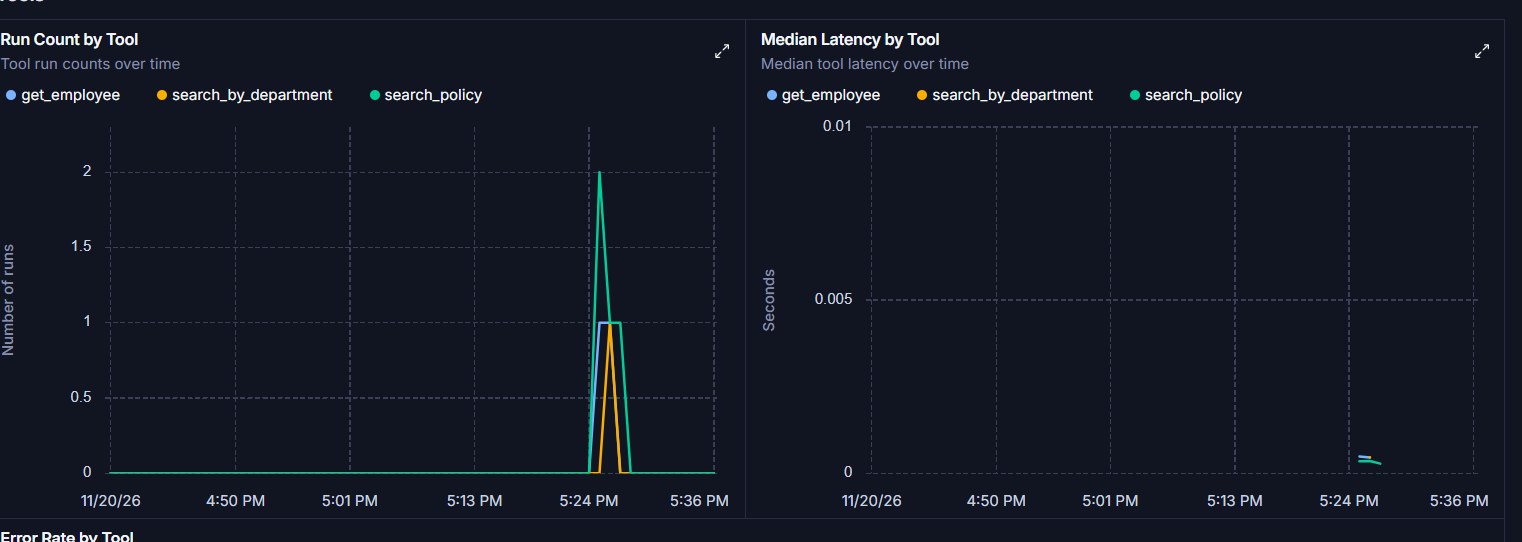 Tools
Run Count by Tool
Tool run counts over time
get_employee search_by_department search_policy
Number of runs
2
1.5
1
0.5
0
11/20/26 4:50 PM 5:01 PM 5:13 PM 5:24 PM 5:36 PM
Median Latency by Tool
Median tool latency over time
get_employee search_by_department search_policy
Seconds
0.01
0.005
0
11/20/26 4:50 PM 5:01 PM 5:13 PM 5:24 PM 5:36 PM
Error Rate by Tool